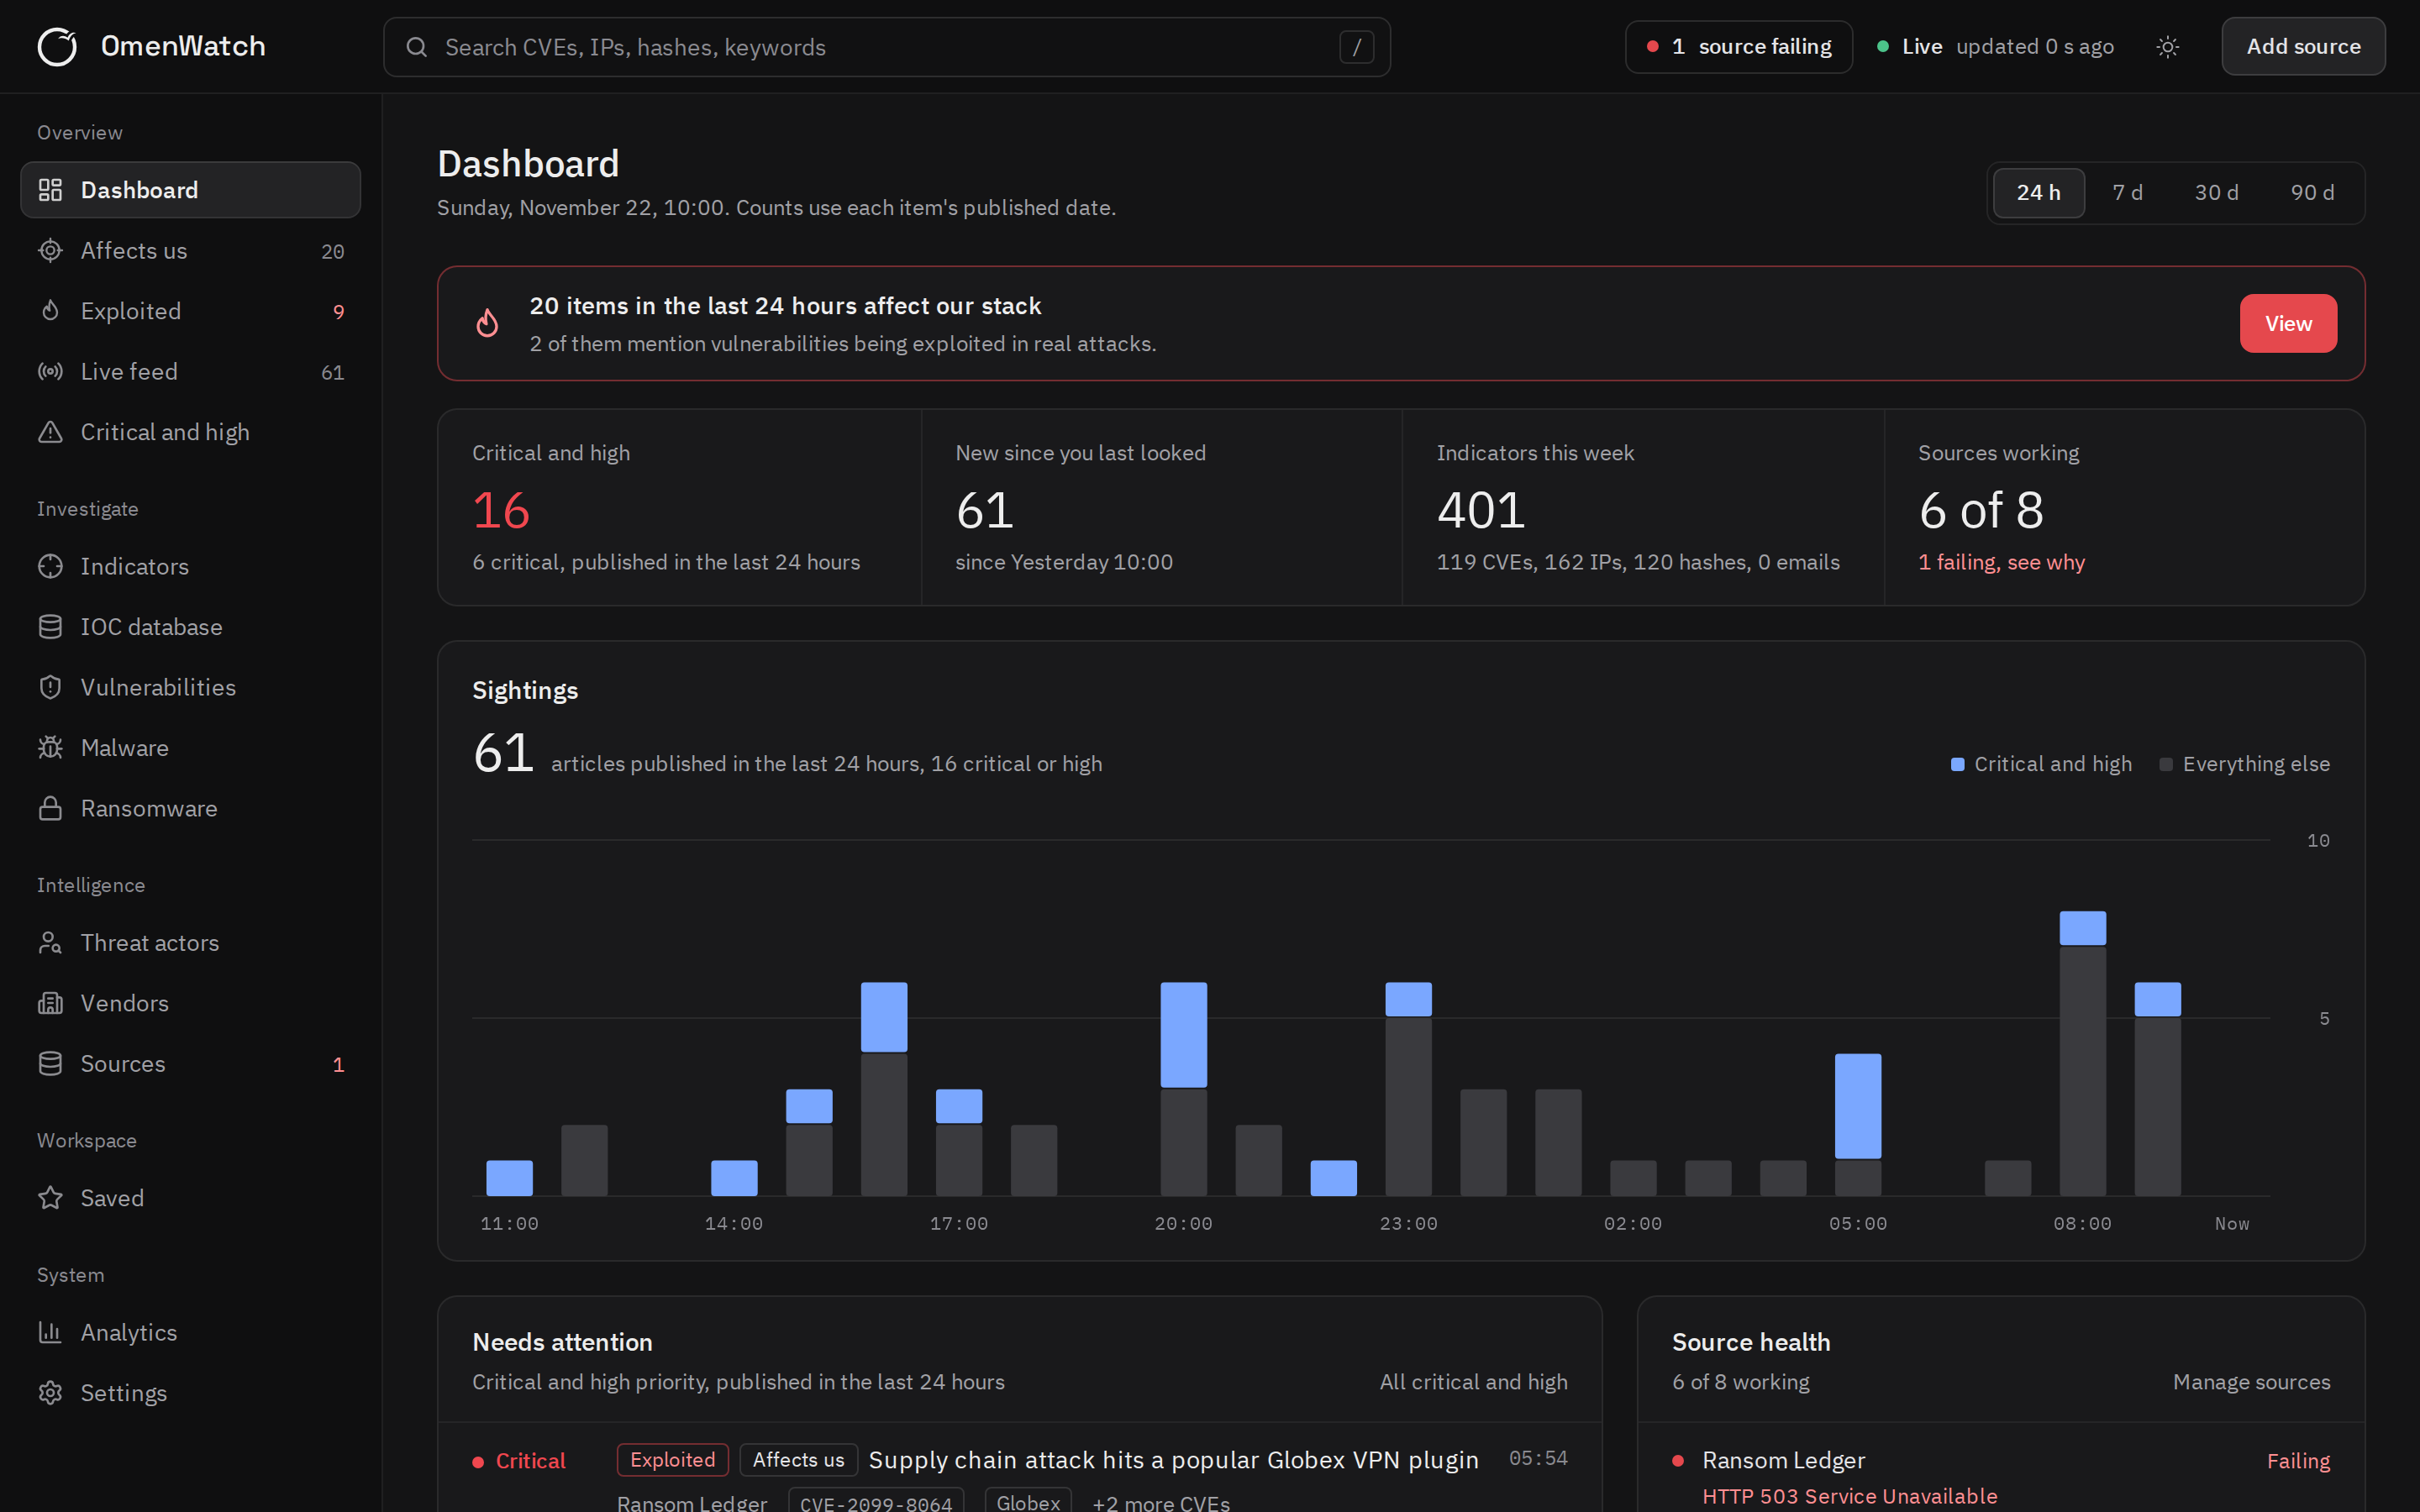 OmenWatch
Search CVEs, IPs, hashes, keywords
/
1 source failing
Live updated 0 s ago
Add source
Overview
Dashboard
Affects us 20
Exploited 9
Live feed 61
Critical and high
Investigate
Indicators
IOC database
Vulnerabilities
Malware
Ransomware
Intelligence
Threat actors
Vendors
Sources 1
Workspace
Saved
System
Analytics
Settings
Dashboard
Sunday, November 22, 10:00. Counts use each item's published date.
24 h 7 d 30 d 90 d
20 items in the last 24 hours affect our stack
2 of them mention vulnerabilities being exploited in real attacks.
View
Critical and high
16
6 critical, published in the last 24 hours
New since you last looked
61
since Yesterday 10:00
Indicators this week
401
119 CVEs, 162 IPs, 120 hashes, 0 emails
Sources working
6 of 8
1 failing, see why
Sightings
61 articles published in the last 24 hours, 16 critical or high
Critical and high Everything else
10
5
11:00 14:00 17:00 20:00 23:00 02:00 05:00 08:00 Now
Needs attention
Critical and high priority, published in the last 24 hours
All critical and high
Critical Exploited Affects us Supply chain attack hits a popular Globex VPN plugin 05:54
Ransom Ledger CVE-2099-8064 Globex +2 more CVEs
Source health
6 of 8 working
Manage sources
Ransom Ledger Failing
HTTP 503 Service Unavailable